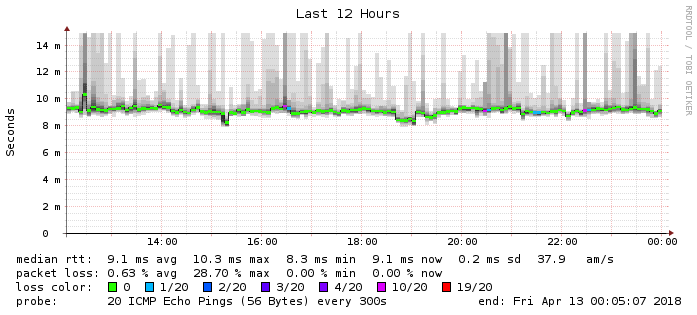 Last 12 Hours
RRDTOOL / TOBI OETIKER
Seconds
14 m
12 m
10 m
8 m
6 m
4 m
2 m
0
14:00 16:00 18:00 20:00 22:00 00:00
median rtt: 9.1 ms avg 10.3 ms max 8.3 ms min 9.1 ms now 0.2 ms sd 37.9 am/s
packet loss: 0.63 % avg 28.70 % max 0.00 % min 0.00 % now
loss color: 0 1/20 2/20 3/20 4/20 10/20 19/20
probe: 20 ICMP Echo Pings (56 Bytes) every 300s end: Fri Apr 13 00:05:07 2018